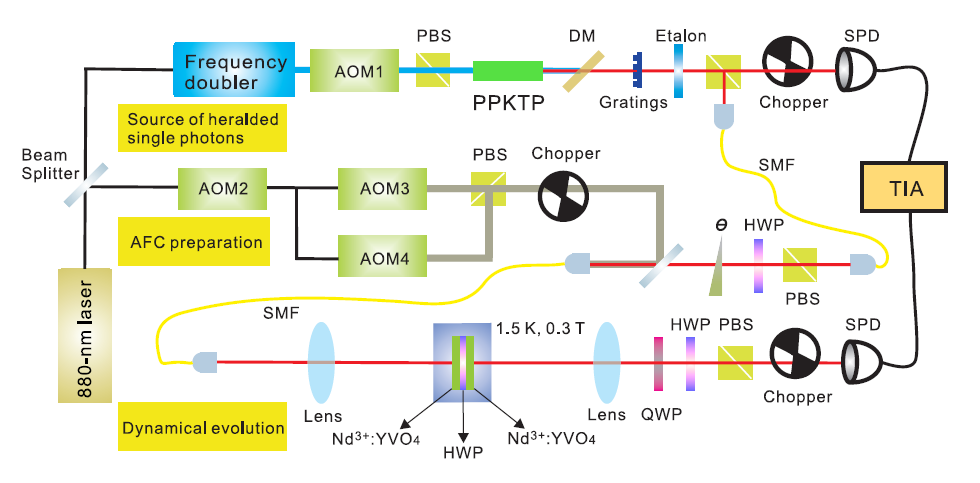 PBS
DM
Etalon
SPD
Frequency
doubler
AOM1
PPKTP
Gratings
Chopper
Source of heralded
single photons
Beam
Splitter
PBS
Chopper
SMF
TIA
AOM2
AOM3
AFC preparation
AOM4
Θ
HWP
PBS
880-nm laser
SMF
1.5 K, 0.3 T
HWP
PBS
SPD
Lens
Lens
QWP
Chopper
Dynamical evolution
Nd³⁺:YVO₄
HWP
Nd³⁺:YVO₄